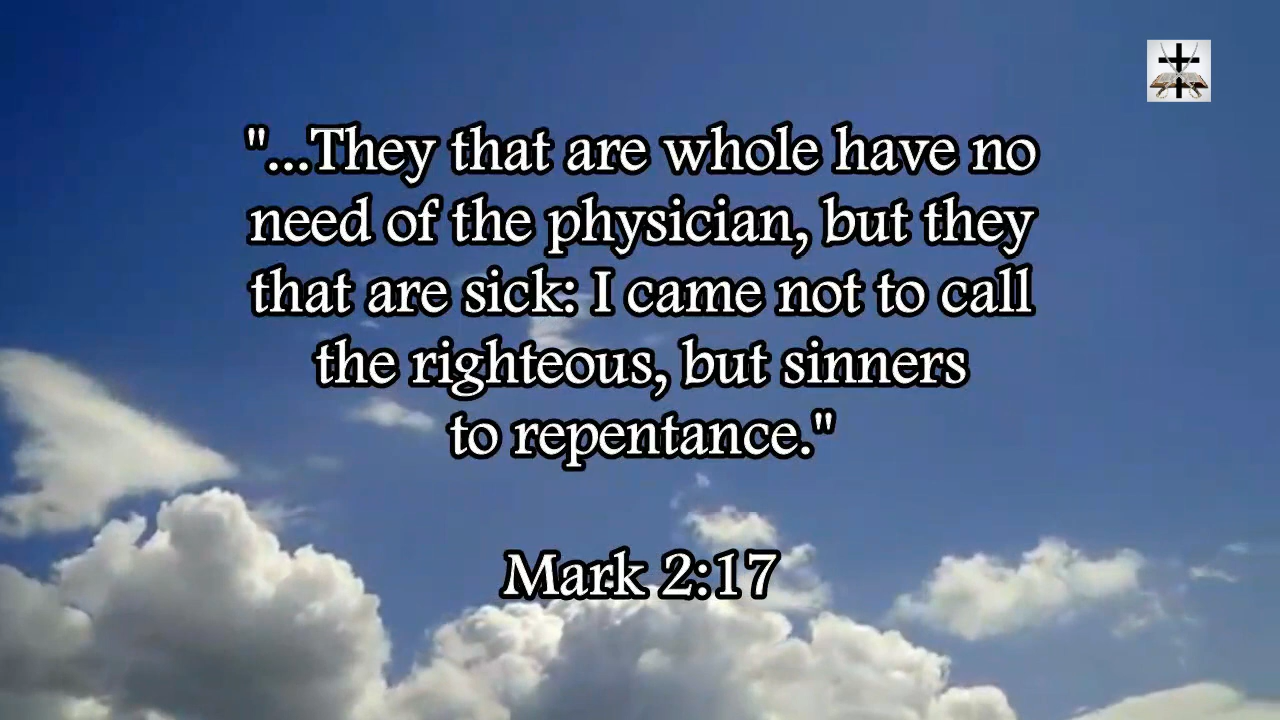 "...They that are whole have no
need of the physician, but they
that are sick: I came not to call
the righteous, but sinners
to repentance."
Mark 2:17